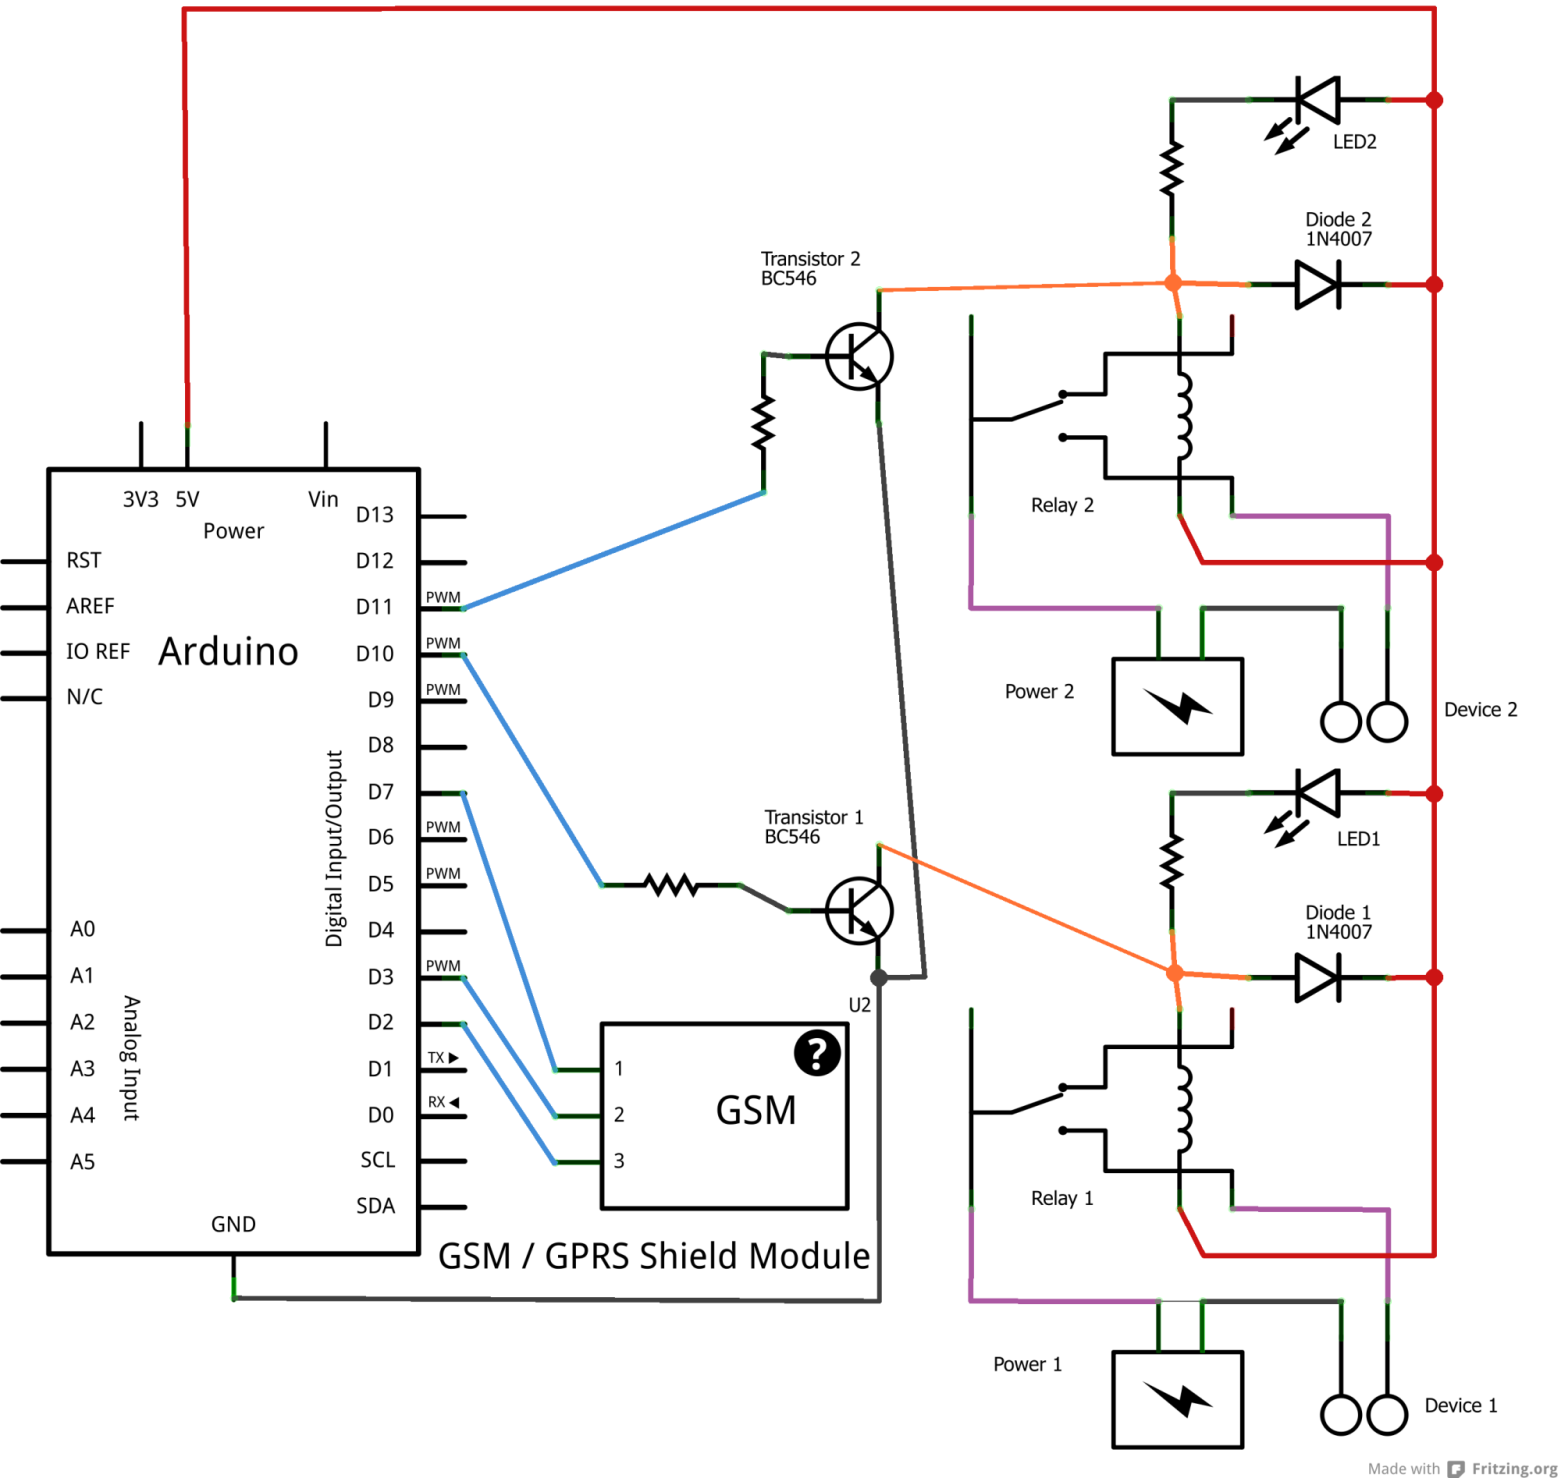 LED2
Diode 2
1N4007
Transistor 2
BC546
3V3
5V
Vin
Power
D13
RST
D12
AREF
D11
PWM
IO REF
Arduino
D10
PWM
N/C
D9
PWM
D8
D7
D6
PWM
D5
PWM
D4
D3
PWM
D2
D1
TX
D0
RX
SCL
SDA
Digital Input/Output
A0
A1
A2
A3
A4
A5
Analog Input
GND
Relay 2
Power 2
Device 2
Transistor 1
BC546
LED1
Diode 1
1N4007
U2
?
1
2
3
GSM
GSM / GPRS Shield Module
Relay 1
Power 1
Device 1
Made with Fritzing.org